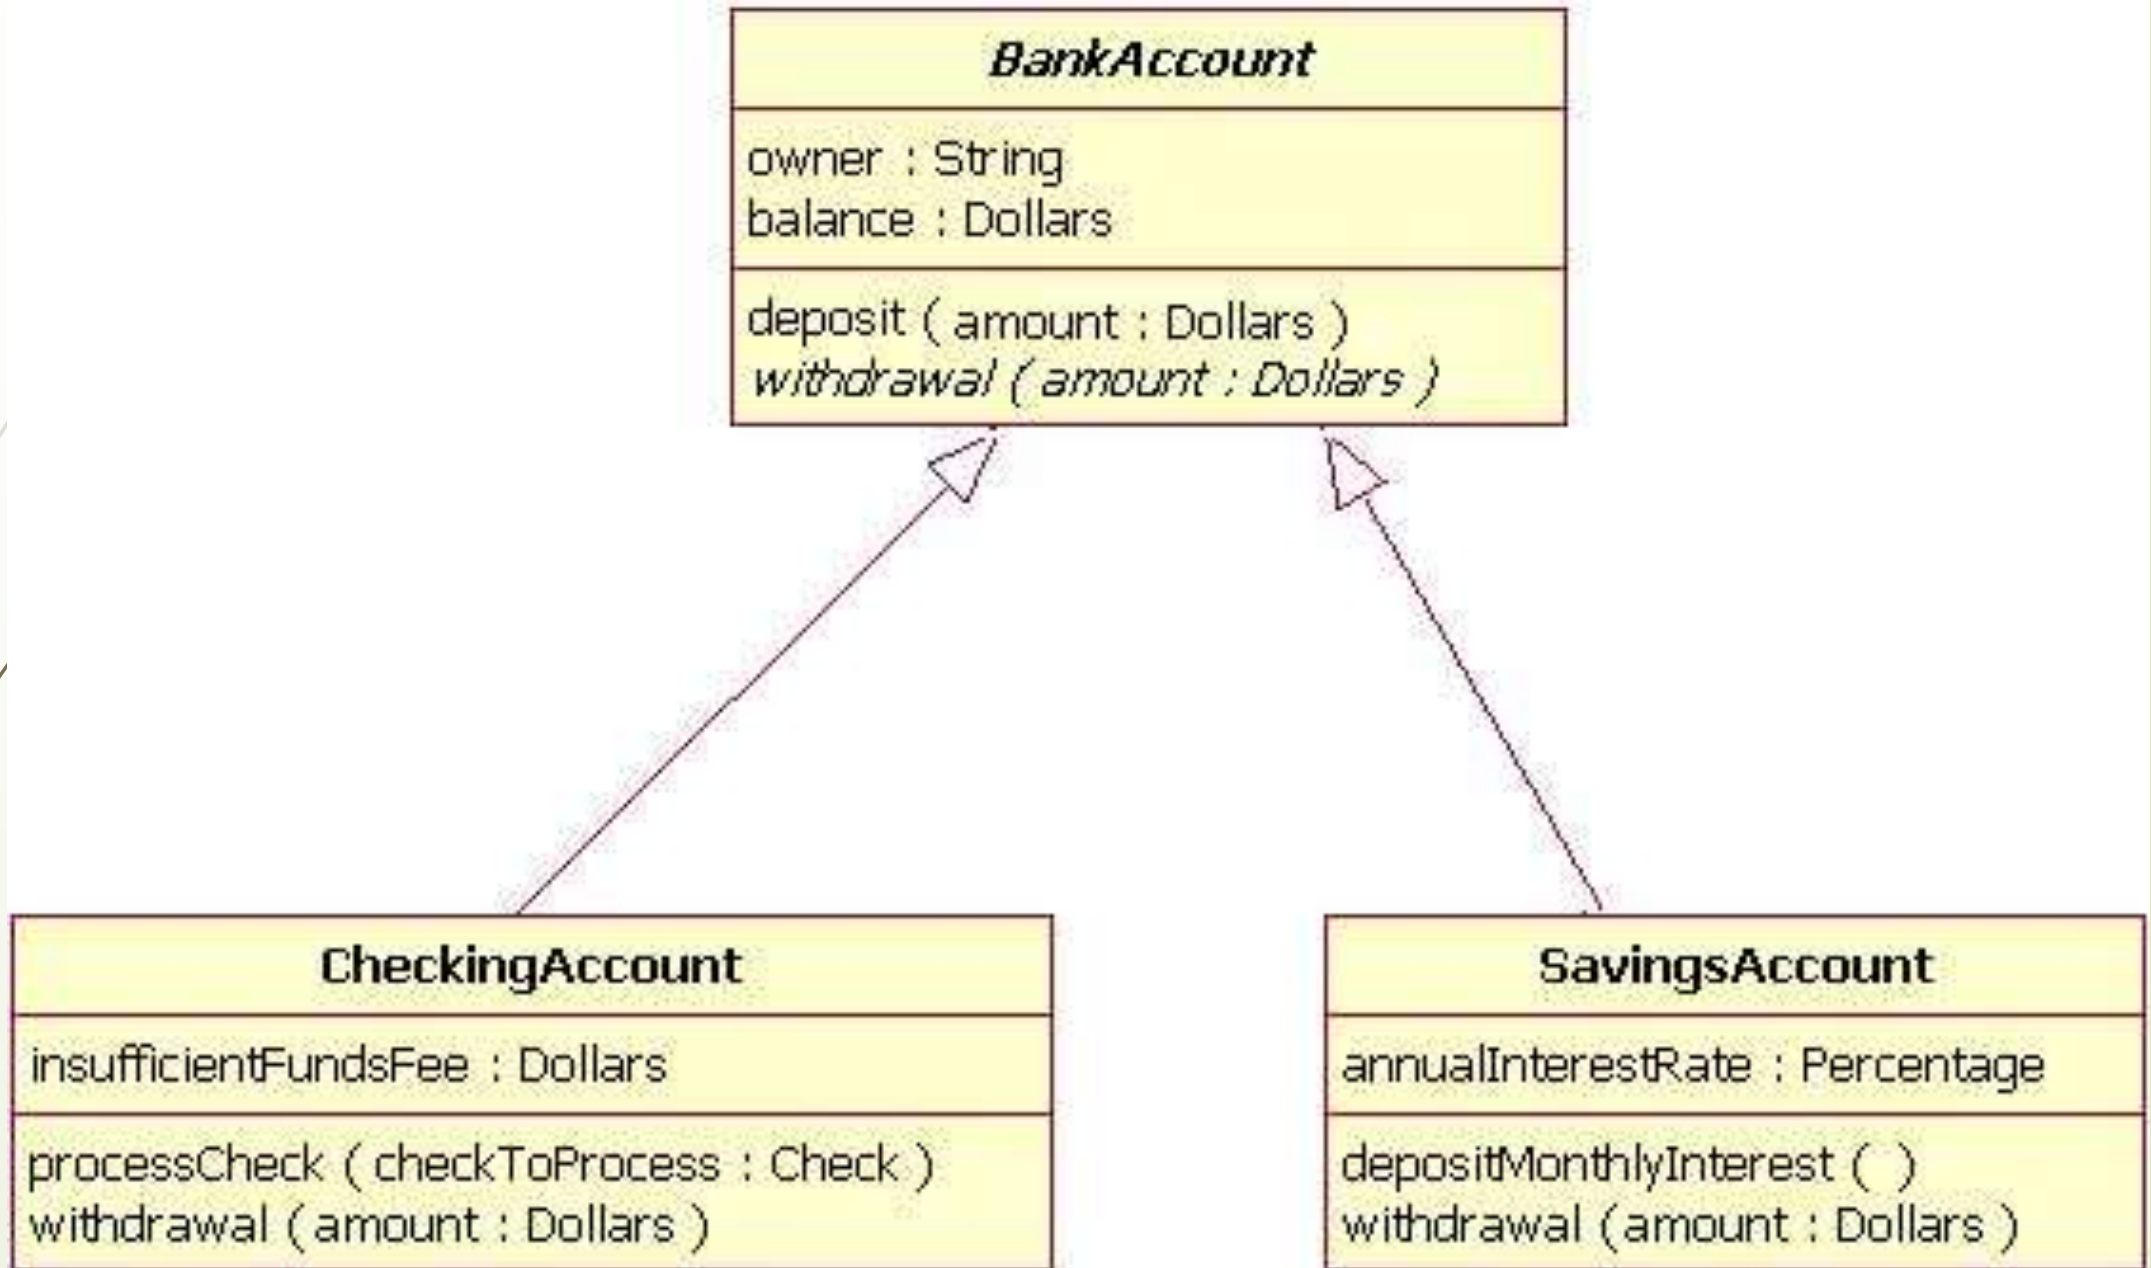 BankAccount
owner : String
balance : Dollars
deposit ( amount : Dollars )
withdrawal ( amount : Dollars )
CheckingAccount
insufficientFundsFee : Dollars
processCheck ( checkToProcess : Check )
withdrawal ( amount : Dollars )
SavingsAccount
annualInterestRate : Percentage
depositMonthlyInterest ( )
withdrawal ( amount : Dollars )